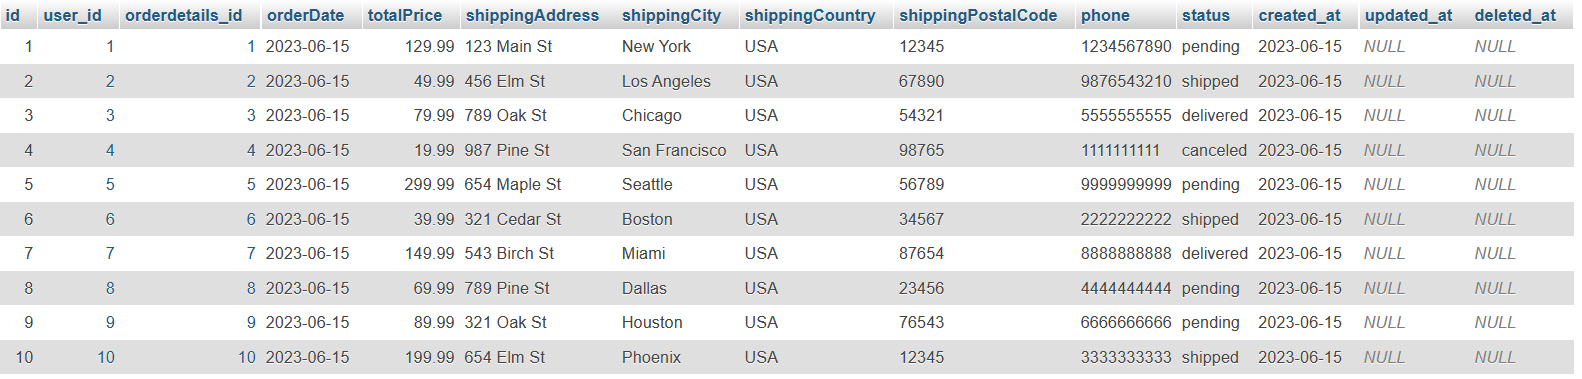 id user_id orderdetails_id orderDate totalPrice shippingAddress shippingCity shippingCountry shippingPostalCode phone status created_at updated_at deleted_at
1 1 1 2023-06-15 129.99 123 Main St New York USA 12345 1234567890 pending 2023-06-15 NULL NULL
2 2 2 2023-06-15 49.99 456 Elm St Los Angeles USA 67890 9876543210 shipped 2023-06-15 NULL NULL
3 3 3 2023-06-15 79.99 789 Oak St Chicago USA 54321 5555555555 delivered 2023-06-15 NULL NULL
4 4 4 2023-06-15 19.99 987 Pine St San Francisco USA 98765 1111111111 canceled 2023-06-15 NULL NULL
5 5 5 2023-06-15 299.99 654 Maple St Seattle USA 56789 9999999999 pending 2023-06-15 NULL NULL
6 6 6 2023-06-15 39.99 321 Cedar St Boston USA 34567 2222222222 shipped 2023-06-15 NULL NULL
7 7 7 2023-06-15 149.99 543 Birch St Miami USA 87654 8888888888 delivered 2023-06-15 NULL NULL
8 8 8 2023-06-15 69.99 789 Pine St Dallas USA 23456 4444444444 pending 2023-06-15 NULL NULL
9 9 9 2023-06-15 89.99 321 Oak St Houston USA 76543 6666666666 pending 2023-06-15 NULL NULL
10 10 10 2023-06-15 199.99 654 Elm St Phoenix USA 12345 3333333333 shipped 2023-06-15 NULL NULL